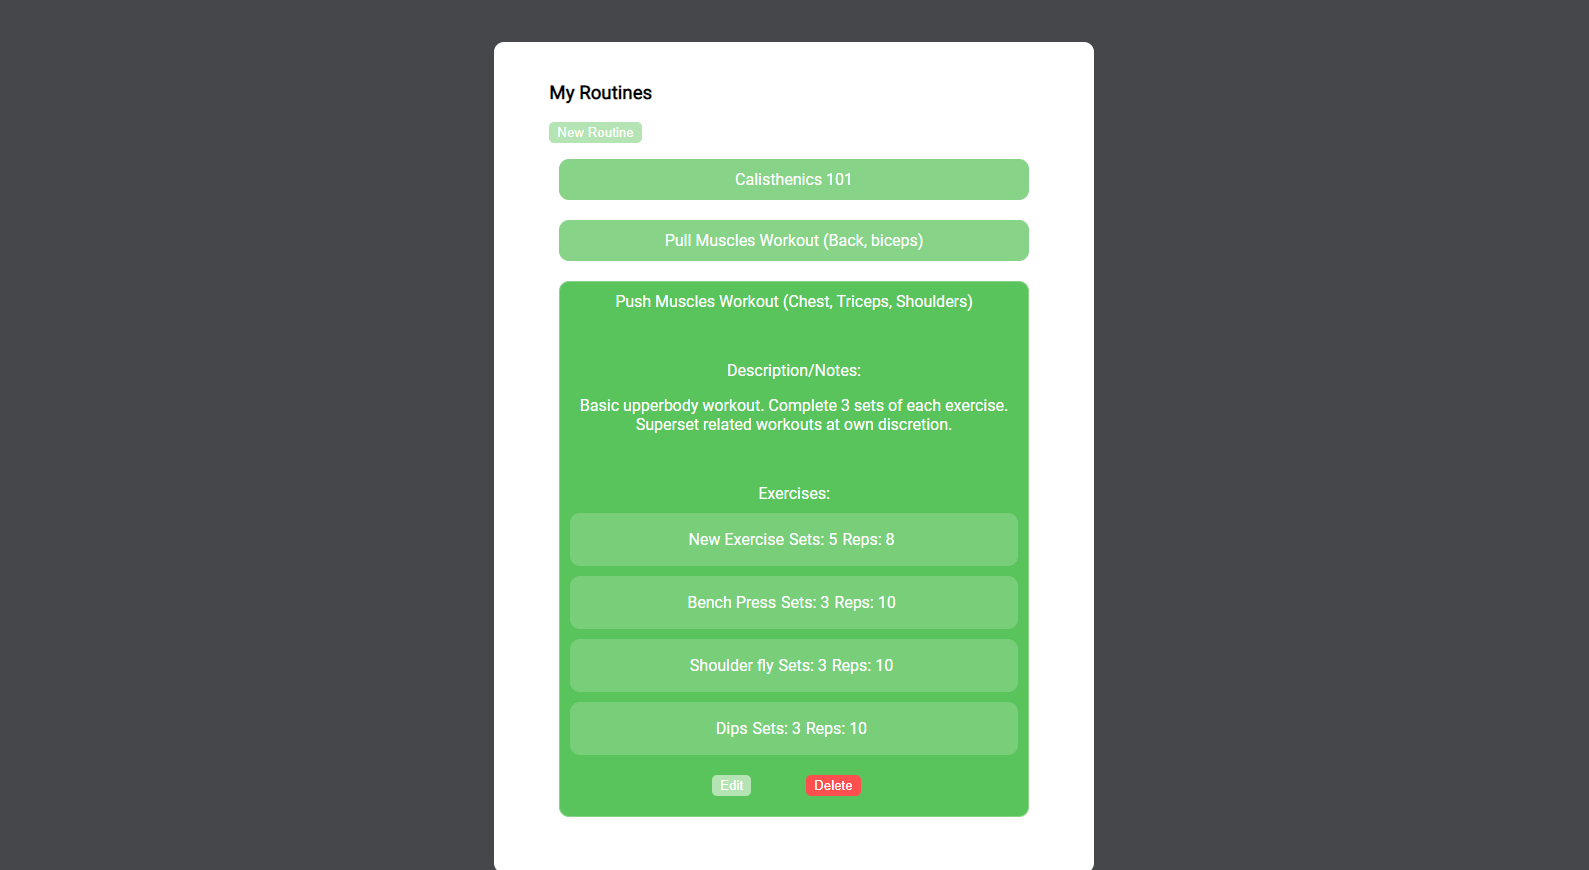 My Routines
New Routine
Calisthenics 101
Pull Muscles Workout (Back, biceps)
Push Muscles Workout (Chest, Triceps, Shoulders)
Description/Notes:
Basic upperbody workout. Complete 3 sets of each exercise.
Superset related workouts at own discretion.
Exercises:
New Exercise Sets: 5 Reps: 8
Bench Press Sets: 3 Reps: 10
Shoulder fly Sets: 3 Reps: 10
Dips Sets: 3 Reps: 10
Edit Delete